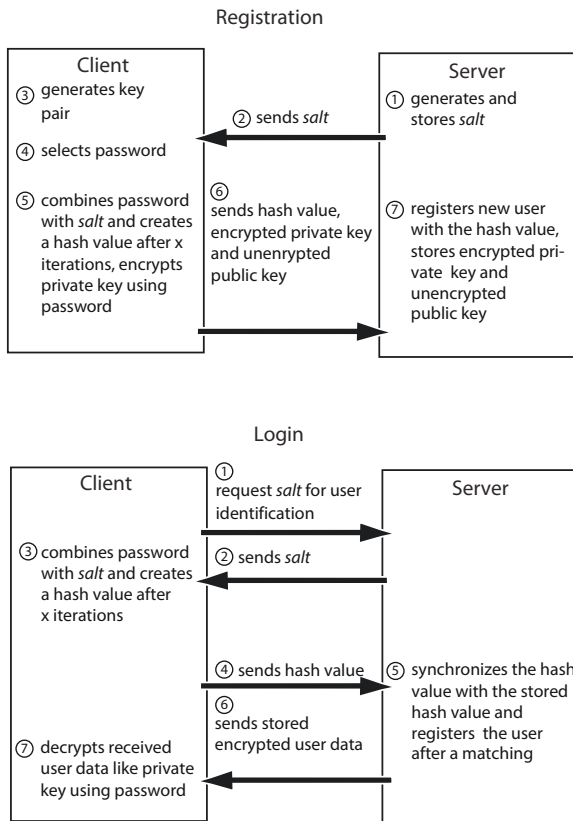 Registration
Client
③ generates key
pair
④ selects password
⑤ combines password
with salt and creates
a hash value after x
iterations, encrypts
private key using
password
② sends salt
⑥
sends hash value,
encrypted private key
and unenrypted
public key
Server
① generates and
stores salt
⑦ registers new user
with the hash value,
stores encrypted pri-
vate key and
unencrypted
public key
Login
Client
①
request salt for user
identification
Server
② sends salt
③ combines password
with salt and creates
a hash value after
x iterations
④ sends hash value
⑤ synchronizes the hash
value with the stored
hash value and
registers the user
after a matching
⑥
sends stored
encrypted user data
⑦ decrypts received
user data like private
key using password